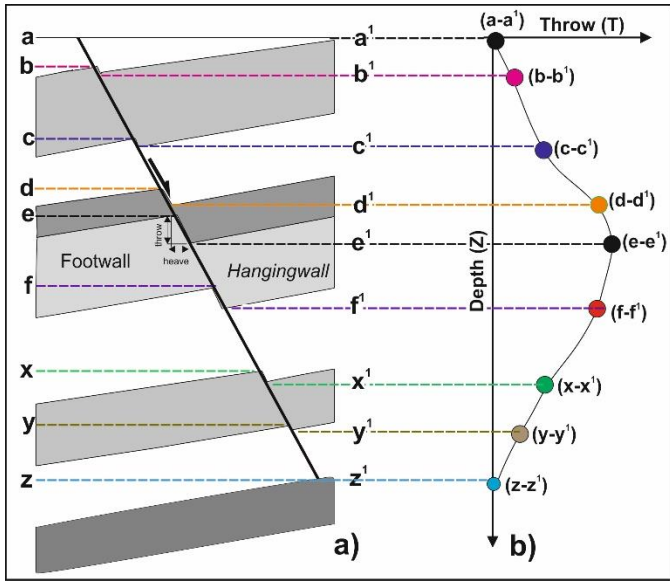 a
a¹
(a-a¹)
Throw (T)
b
b¹
(b-b¹)
c
c¹
(c-c¹)
d
d¹
(d-d¹)
e
e¹
(e-e¹)
throw
heave
Footwall
Hangingwall
Depth (Z)
f
f¹
(f-f¹)
x
x¹
(x-x¹)
y
y¹
(y-y¹)
z
z¹
(z-z¹)
a)
b)